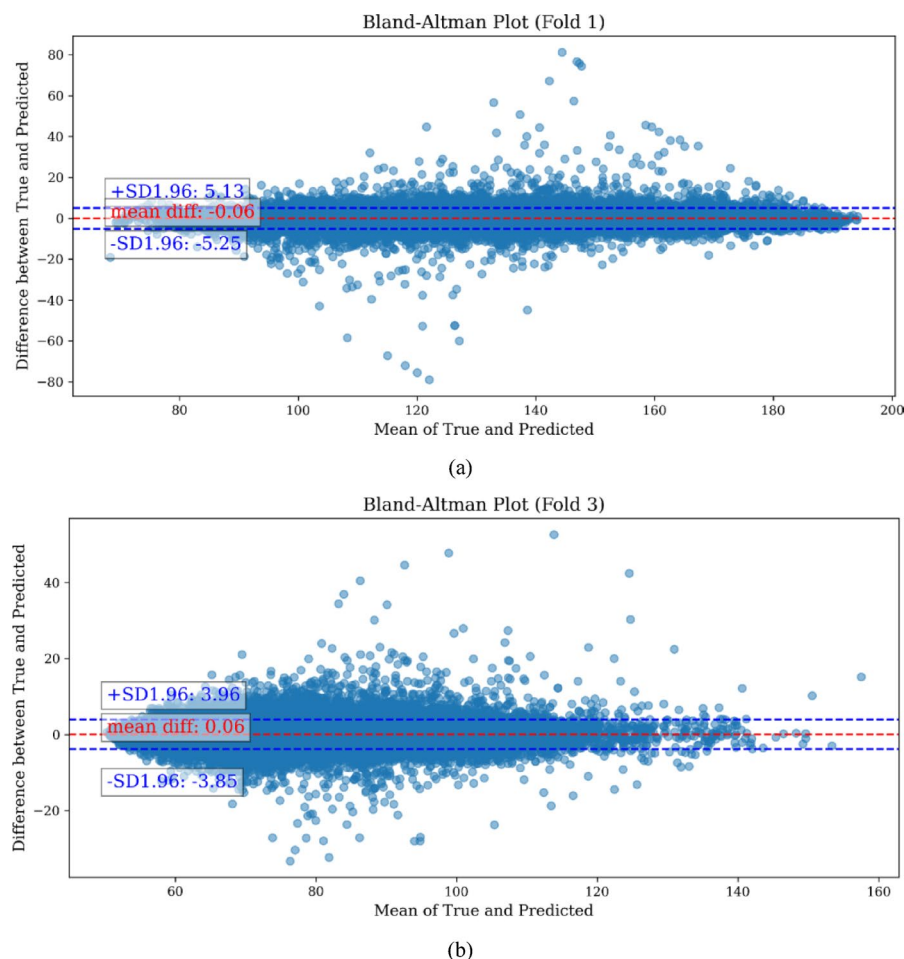 Bland-Altman Plot (Fold 1)
Difference between True and Predicted
80
60
40
20
0
−20
−40
−60
−80
+SD1.96: 5.13
mean diff: -0.06
-SD1.96: -5.25
80 100 120 140 160 180 200
Mean of True and Predicted
(a)
Bland-Altman Plot (Fold 3)
Difference between True and Predicted
40
20
0
−20
+SD1.96: 3.96
mean diff: 0.06
-SD1.96: -3.85
60 80 100 120 140 160
Mean of True and Predicted
(b)